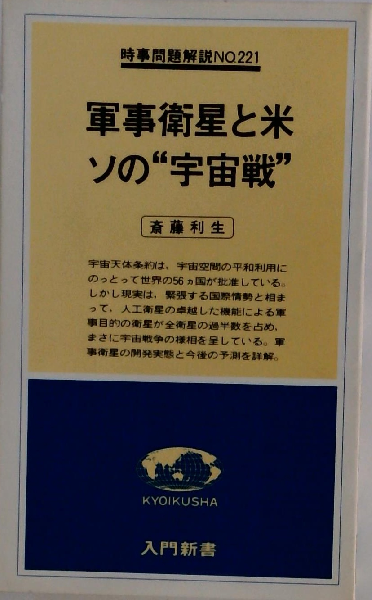 時事問題解説NO.221
軍事衛星と米
ソの“宇宙戦”
斎藤利生
宇宙天体条約は、宇宙空間の平和利用に
のっとって世界の56ヵ国が批准している。
しかし現実は、緊張する国際情勢と相ま
って、人工衛星の卓越した機能による軍
事目的の衛星が全衛星の過半数を占め、
まさに宇宙戦争の様相を呈している。軍
事衛星の開発実態と今後の予測を詳解。
KYOIKUSHA
入門新書